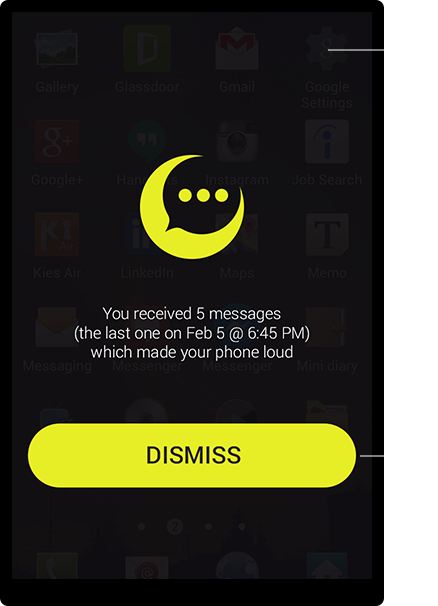 Gallery Glassdoor Gmail Google
Settings
Google+ Hangouts Instagram Job Search
Kies Air LinkedIn Maps Memo
You received 5 messages
(the last one on Feb 5 @ 6:45 PM)
which made your phone loud
Messaging Messenger Messenger Mini diary
DISMISS
2